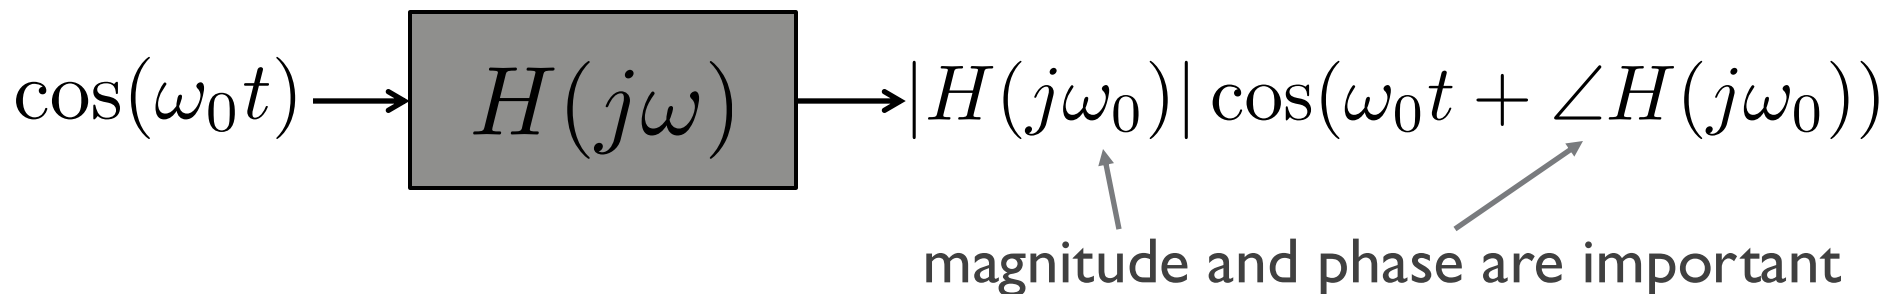 cos(ω₀t) H(jω) |H(jω₀)| cos(ω₀t + ∠H(jω₀))
magnitude and phase are important